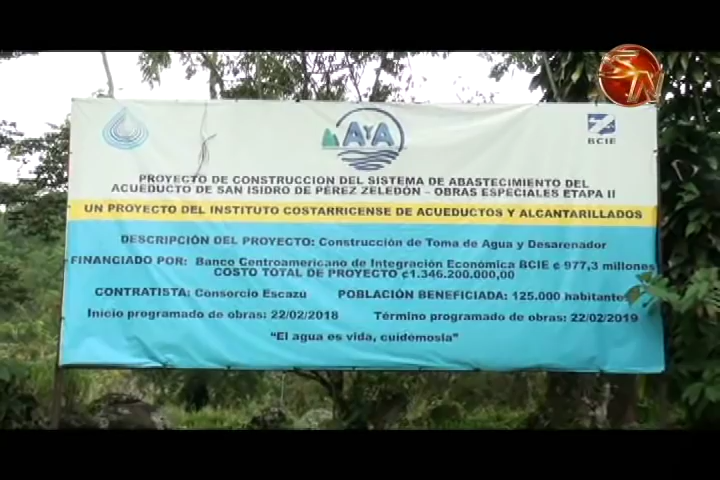 AYA
BCIE
PROYECTO DE CONSTRUCCION DEL SISTEMA DE ABASTECIMIENTO DEL
ACUEDUCTO DE SAN ISIDRO DE PÉREZ ZELEDÓN - OBRAS ESPECIALES ETAPA II
UN PROYECTO DEL INSTITUTO COSTARRICENSE DE ACUEDUCTOS Y ALCANTARILLADOS
DESCRIPCIÓN DEL PROYECTO: Construcción de Toma de Agua y Desarenador
FINANCIADO POR: Banco Centroamericano de Integración Económica BCIE ¢ 977,3 millones
COSTO TOTAL DE PROYECTO ¢1.346.200.000,00
CONTRATISTA: Consorcio Escazú POBLACIÓN BENEFICIADA: 125.000 habitantes
Inicio programado de obras: 22/02/2018 Término programado de obras: 22/02/2019
"El agua es vida, cuidemosla"